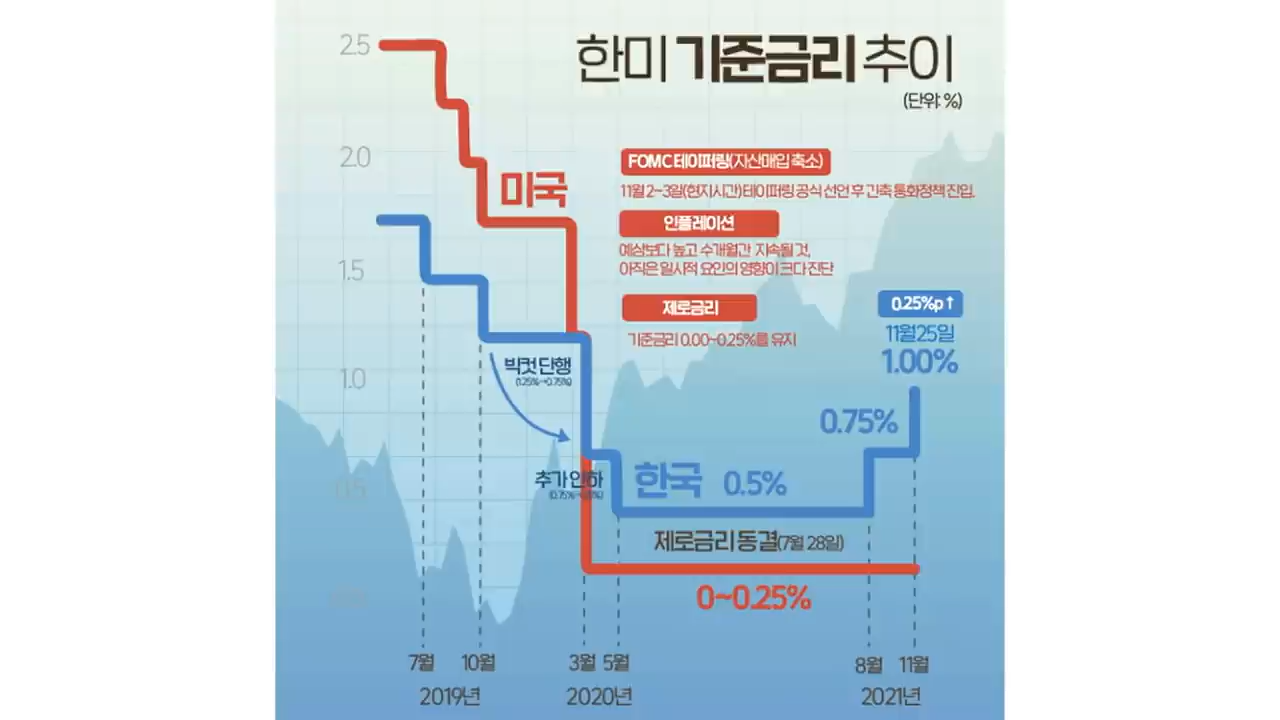 한미 기준금리 추이
(단위: %)
2.5
2.0
1.5
1.0
0.5
0.0
미국
FOMC 테이퍼링(자산매입 축소)
11월 2~3일(현지시간) 테이퍼링 공식 선언 후 긴축 통화정책 진입.
인플레이션
예상보다 높고 수개월간 지속될 것,
아직은 일시적 요인의 영향이 크다 진단
제로금리
기준금리 0.00~0.25%를 유지
0.25%p↑
11월25일
1.00%
0.75%
빅컷 단행
(1.25%→0.75%)
추가 인하
한국 0.5%
제로금리 동결(7월 28일)
0~0.25%
7월 10월 3월 5월 8월 11월
2019년 2020년 2021년